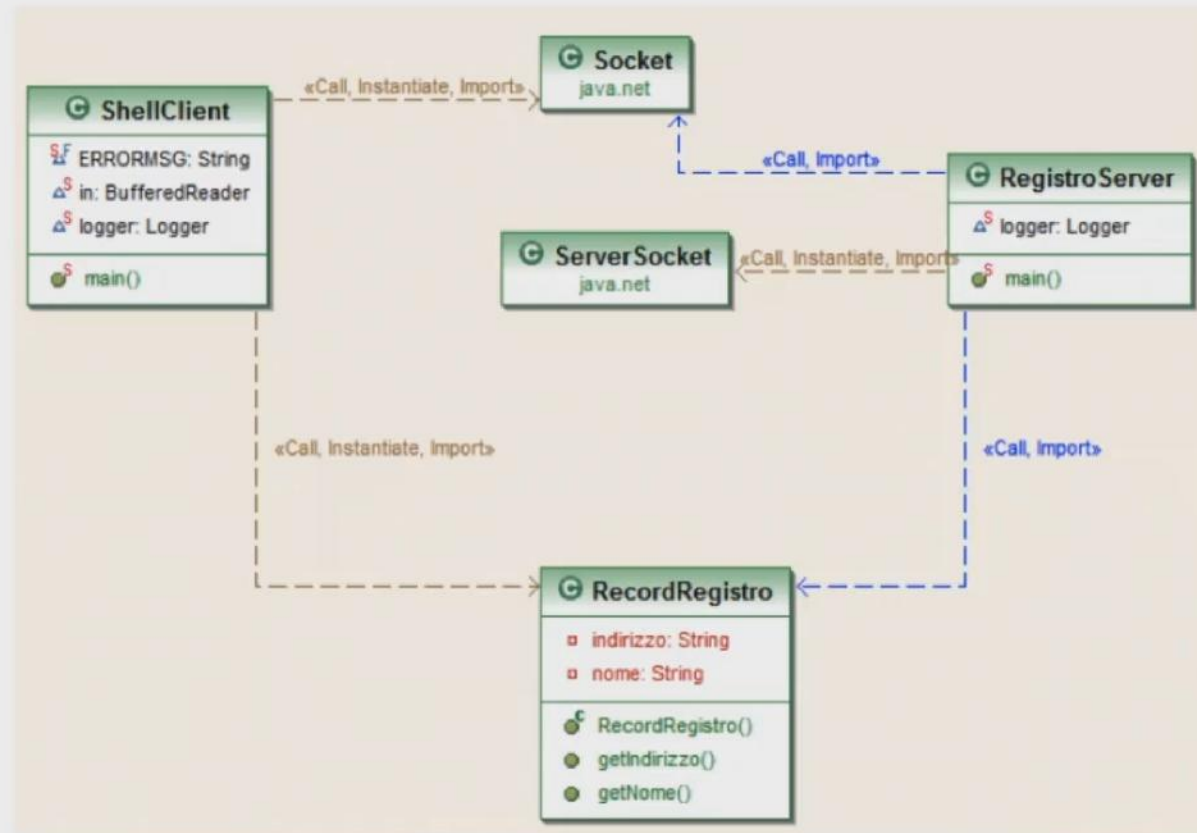 Socket
java.net
«Call, Instantiate, Import»
ShellClient
ERRORMSG: String
in: BufferedReader
logger: Logger
main()
«Call, Import»
RegistroServer
logger: Logger
main()
ServerSocket
java.net
«Call, Instantiate, Import»
«Call, Instantiate, Import»
«Call, Import»
RecordRegistro
indirizzo: String
nome: String
RecordRegistro()
getIndirizzo()
getNome()